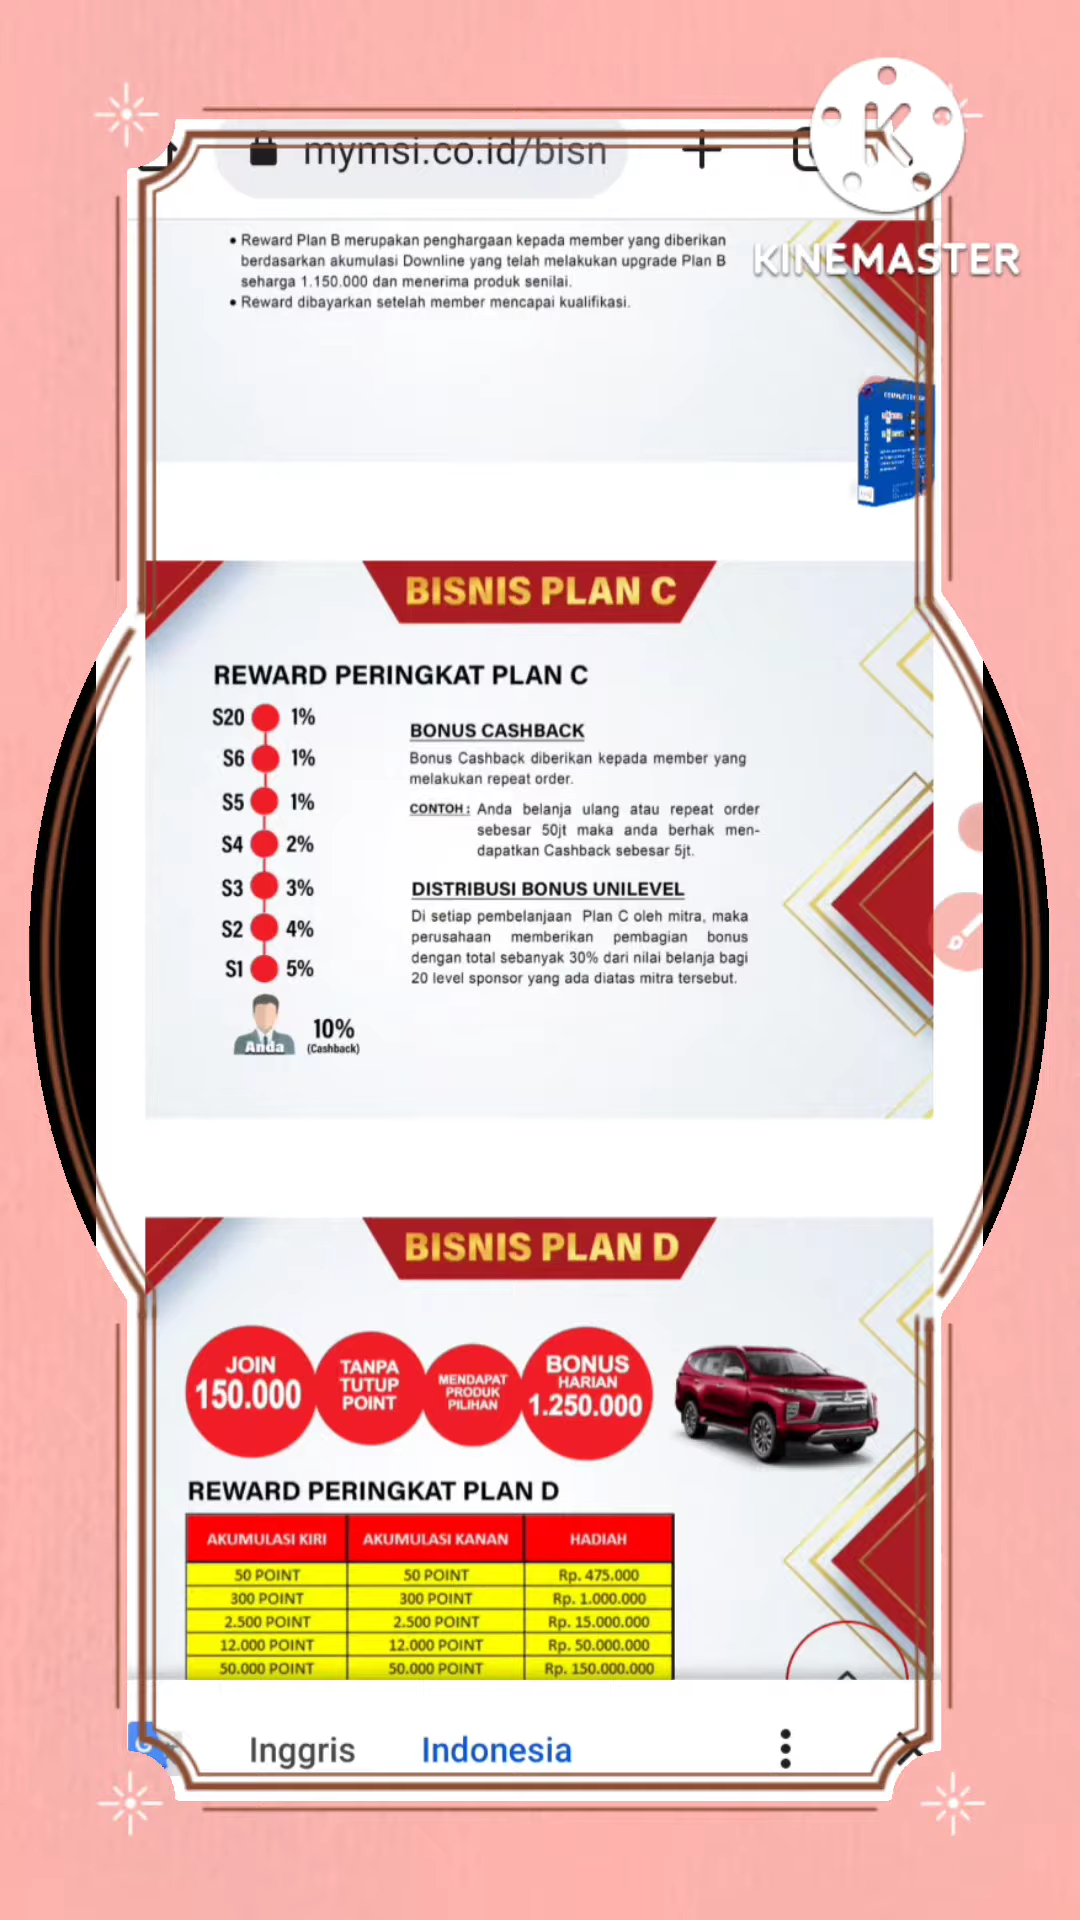 mymsi.co.id/bisn
KINEMASTER
• Reward Plan B merupakan penghargaan kepada member yang diberikan
berdasarkan akumulasi Downline yang telah melakukan upgrade Plan B
seharga 1.150.000 dan menerima produk senilai.
• Reward dibayarkan setelah member mencapai kualifikasi.
BISNIS PLAN C
REWARD PERINGKAT PLAN C
S20 1%
S6 1%
S5 1%
S4 2%
S3 3%
S2 4%
S1 5%
Anda
10%
(Cashback)
BONUS CASHBACK
Bonus Cashback diberikan kepada member yang
melakukan repeat order.
CONTOH : Anda belanja ulang atau repeat order
sebesar 50jt maka anda berhak men-
dapatkan Cashback sebesar 5jt.
DISTRIBUSI BONUS UNILEVEL
Di setiap pembelanjaan Plan C oleh mitra, maka
perusahaan memberikan pembagian bonus
dengan total sebanyak 30% dari nilai belanja bagi
20 level sponsor yang ada diatas mitra tersebut.
BISNIS PLAN D
JOIN
150.000
TANPA
TUTUP
POINT
MENDAPAT
PRODUK
PILIHAN
BONUS
HARIAN
1.250.000
REWARD PERINGKAT PLAN D
AKUMULASI KIRI AKUMULASI KANAN HADIAH
50 POINT 50 POINT Rp. 475.000
300 POINT 300 POINT Rp. 1.000.000
2.500 POINT 2.500 POINT Rp. 15.000.000
12.000 POINT 12.000 POINT Rp. 50.000.000
50.000 POINT 50.000 POINT Rp. 150.000.000
Inggris Indonesia